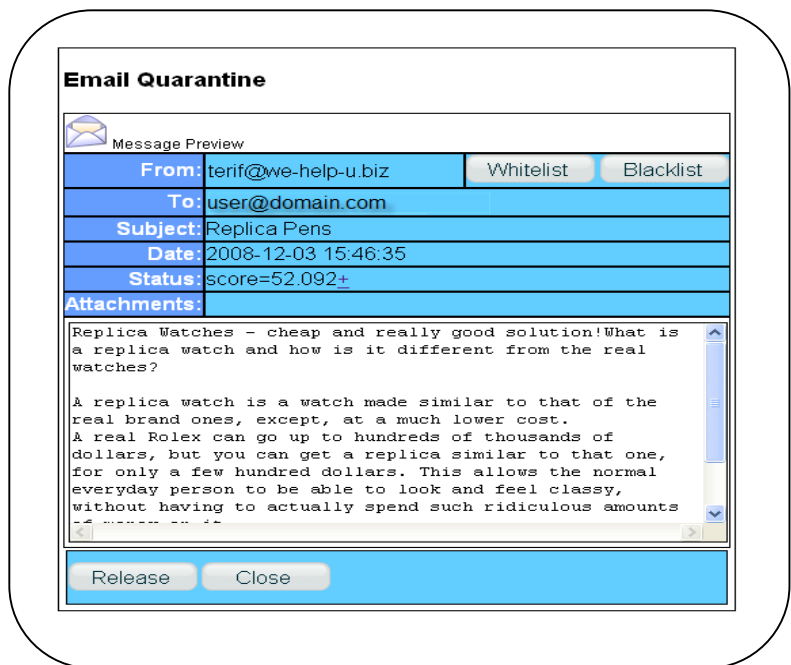 Email Quarantine
Message Preview
From: terif@we-help-u.biz Whitelist Blacklist
To: user@domain.com
Subject: Replica Pens
Date: 2008-12-03 15:46:35
Status: score=52.092+
Attachments:
Replica Watches - cheap and really good solution!What is
a replica watch and how is it different from the real
watches?
A replica watch is a watch made similar to that of the
real brand ones, except, at a much lower cost.
A real Rolex can go up to hundreds of thousands of
dollars, but you can get a replica similar to that one,
for only a few hundred dollars. This allows the normal
everyday person to be able to look and feel classy,
without having to actually spend such ridiculous amounts
of money on it
Release Close